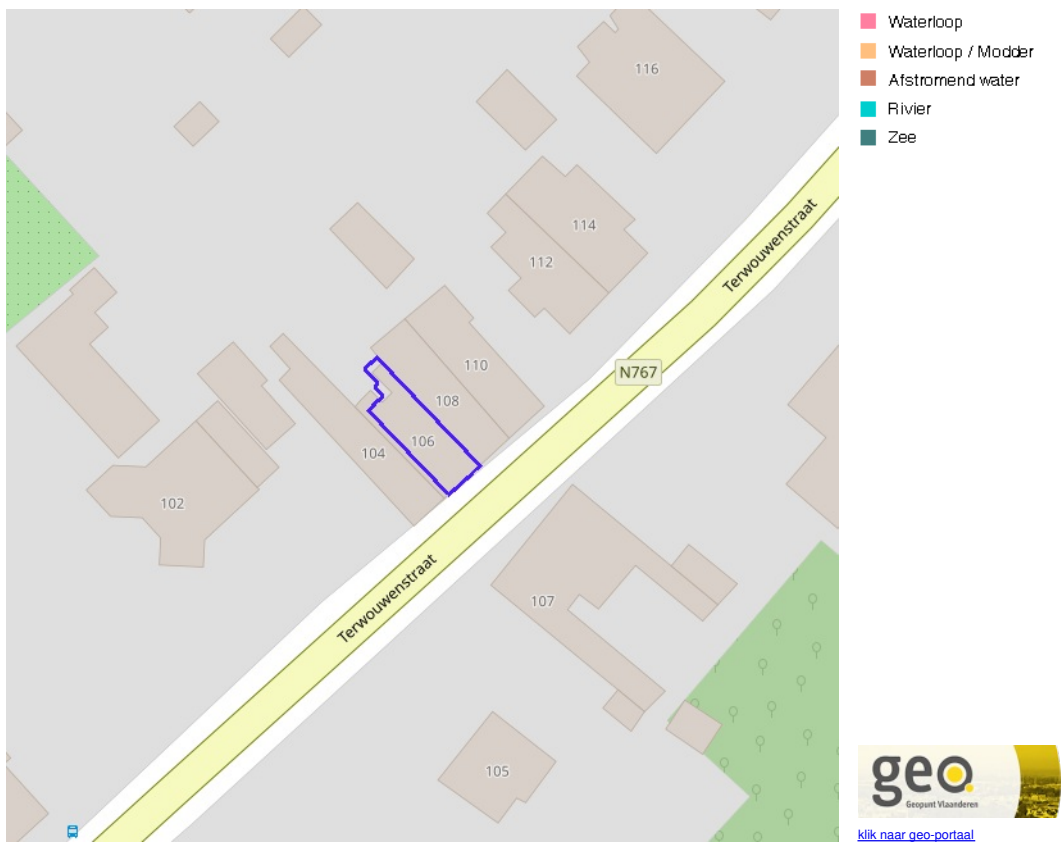 116
114
112
Terwouwenstraat
N767
110
108
106
104
102
107
Terwouwenstraat
105
Waterloop
Waterloop / Modder
Afstromend water
Rivier
Zee
geo.
Geopunt Vlaanderen
klik naar geo-portaal